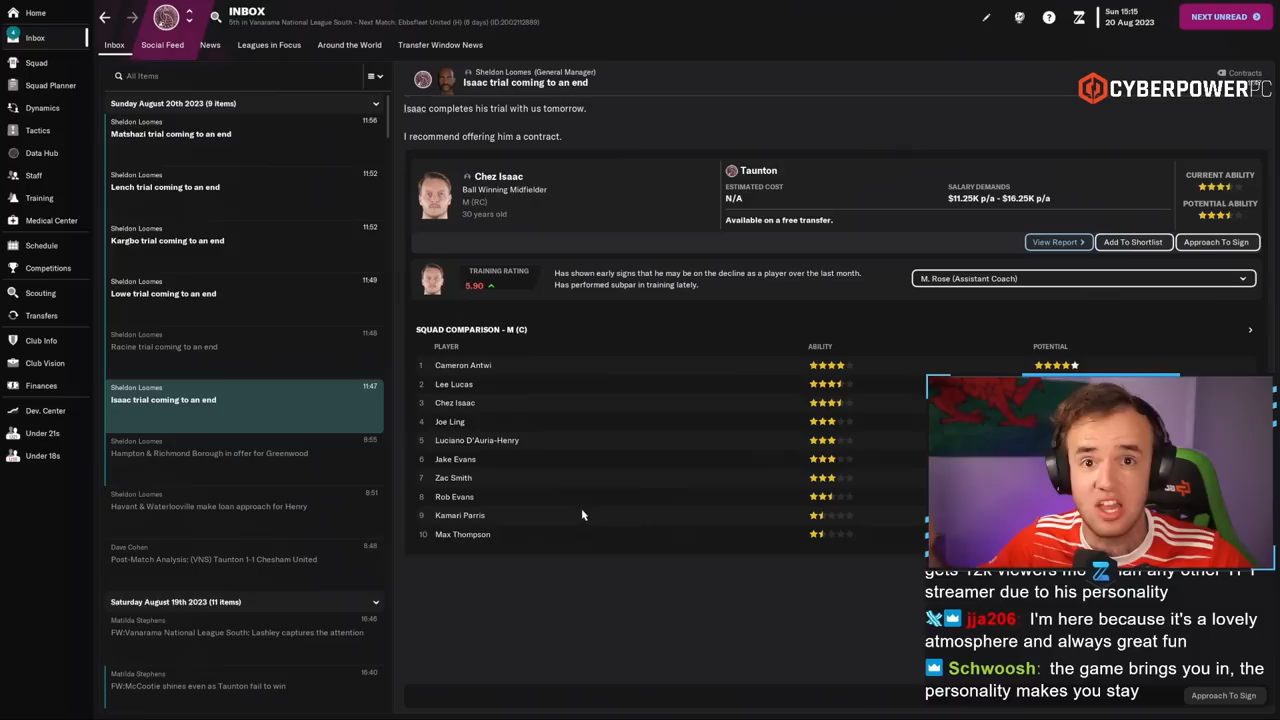 Home
4
Inbox
Squad
Squad Planner
Dynamics
Tactics
Data Hub
Staff
Training
Medical Center
Schedule
Competitions
Scouting
Transfers
Club Info
Club Vision
Finances
Dev. Center
Under 21s
Under 18s
INBOX
5th in Vanarama National League South - Next Match: Ebbsfleet United (H) (6 days) (ID:2002112889)
Sun 15:15
20 Aug 2023
NEXT UNREAD
Inbox
Social Feed
News
Leagues in Focus
Around the World
Transfer Window News
All Items
Sunday August 20th 2023 (9 items)
Sheldon Loomes 11:56
Matshazi trial coming to an end
Sheldon Loomes 11:52
Lench trial coming to an end
Sheldon Loomes 11:52
Kargbo trial coming to an end
Sheldon Loomes 11:49
Lowe trial coming to an end
Sheldon Loomes 11:48
Racine trial coming to an end
Sheldon Loomes 11:47
Isaac trial coming to an end
Sheldon Loomes 8:55
Hampton & Richmond Borough in offer for Greenwood
Sheldon Loomes 8:51
Havant & Waterlooville make loan approach for Henry
Dave Cohen 8:48
Post-Match Analysis: (VNS) Taunton 1-1 Chesham United
Saturday August 19th 2023 (11 items)
Matilda Stephens 16:46
FW:Vanarama National League South: Lashley captures the attention
Matilda Stephens 16:40
FW:McCootie shines even as Taunton fail to win
Sheldon Loomes (General Manager)
Isaac trial coming to an end
Contracts
CYBERPOWERPC
Isaac completes his trial with us tomorrow.
I recommend offering him a contract.
Chez Isaac
Ball Winning Midfielder
M (RC)
30 years old
Taunton
ESTIMATED COST
N/A
SALARY DEMANDS
$11.25K p/a - $16.25K p/a
Available on a free transfer.
CURRENT ABILITY
POTENTIAL ABILITY
View Report
Add To Shortlist
Approach To Sign
TRAINING RATING
5.90
Has shown early signs that he may be on the decline as a player over the last month.
Has performed subpar in training lately.
M. Rose (Assistant Coach)
SQUAD COMPARISON - M (C)
PLAYER ABILITY POTENTIAL
1 Cameron Antwi
2 Lee Lucas
3 Chez Isaac
4 Joe Ling
5 Luciano D'Auria-Henry
6 Jake Evans
7 Zac Smith
8 Rob Evans
9 Kamari Parris
10 Max Thompson
streamer due to his personality
jja206: I'm here because it's a lovely
atmosphere and always great fun
Schwoosh: the game brings you in, the
personality makes you stay
Approach To Sign